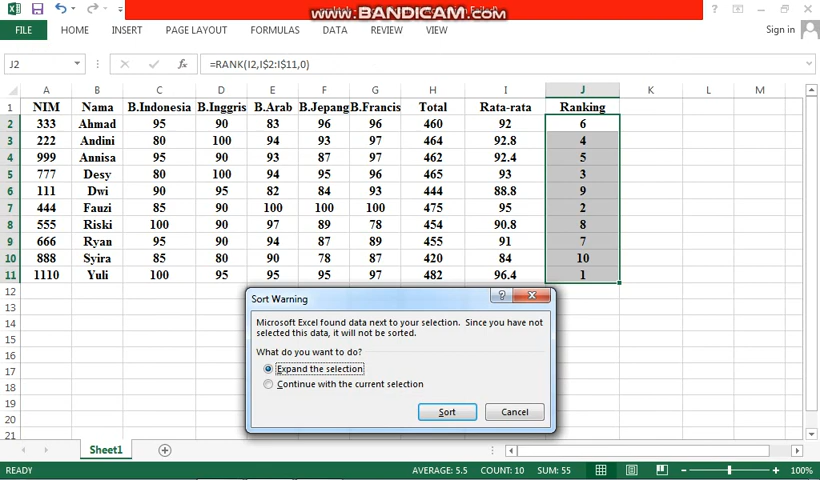 WWW.BANDICAM.COM
Sign in
FILE HOME INSERT PAGE LAYOUT FORMULAS DATA REVIEW VIEW
J2 fx =RANK(I2,I$2:I$11,0)
A B C D E F G H I J K L M
1 NIM Nama B.Indonesia B.Inggris B.Arab B.Jepang B.Francis Total Rata-rata Ranking
2 333 Ahmad 95 90 83 96 96 460 92 6
3 222 Andini 80 100 94 93 97 464 92.8 4
4 999 Annisa 95 90 93 87 97 462 92.4 5
5 777 Desy 80 100 94 95 96 465 93 3
6 111 Dwi 90 95 82 84 93 444 88.8 9
7 444 Fauzi 85 90 100 100 100 475 95 2
8 555 Riski 100 90 97 89 78 454 90.8 8
9 666 Ryan 95 90 94 87 89 455 91 7
10 888 Syira 85 80 90 78 87 420 84 10
11 1110 Yuli 100 95 95 95 97 482 96.4 1
12
13
14
15
16
17
18
19
20
21
Sort Warning
Microsoft Excel found data next to your selection. Since you have not
selected this data, it will not be sorted.
What do you want to do?
Expand the selection
Continue with the current selection
Sort Cancel
Sheet1
READY AVERAGE: 5.5 COUNT: 10 SUM: 55 100%